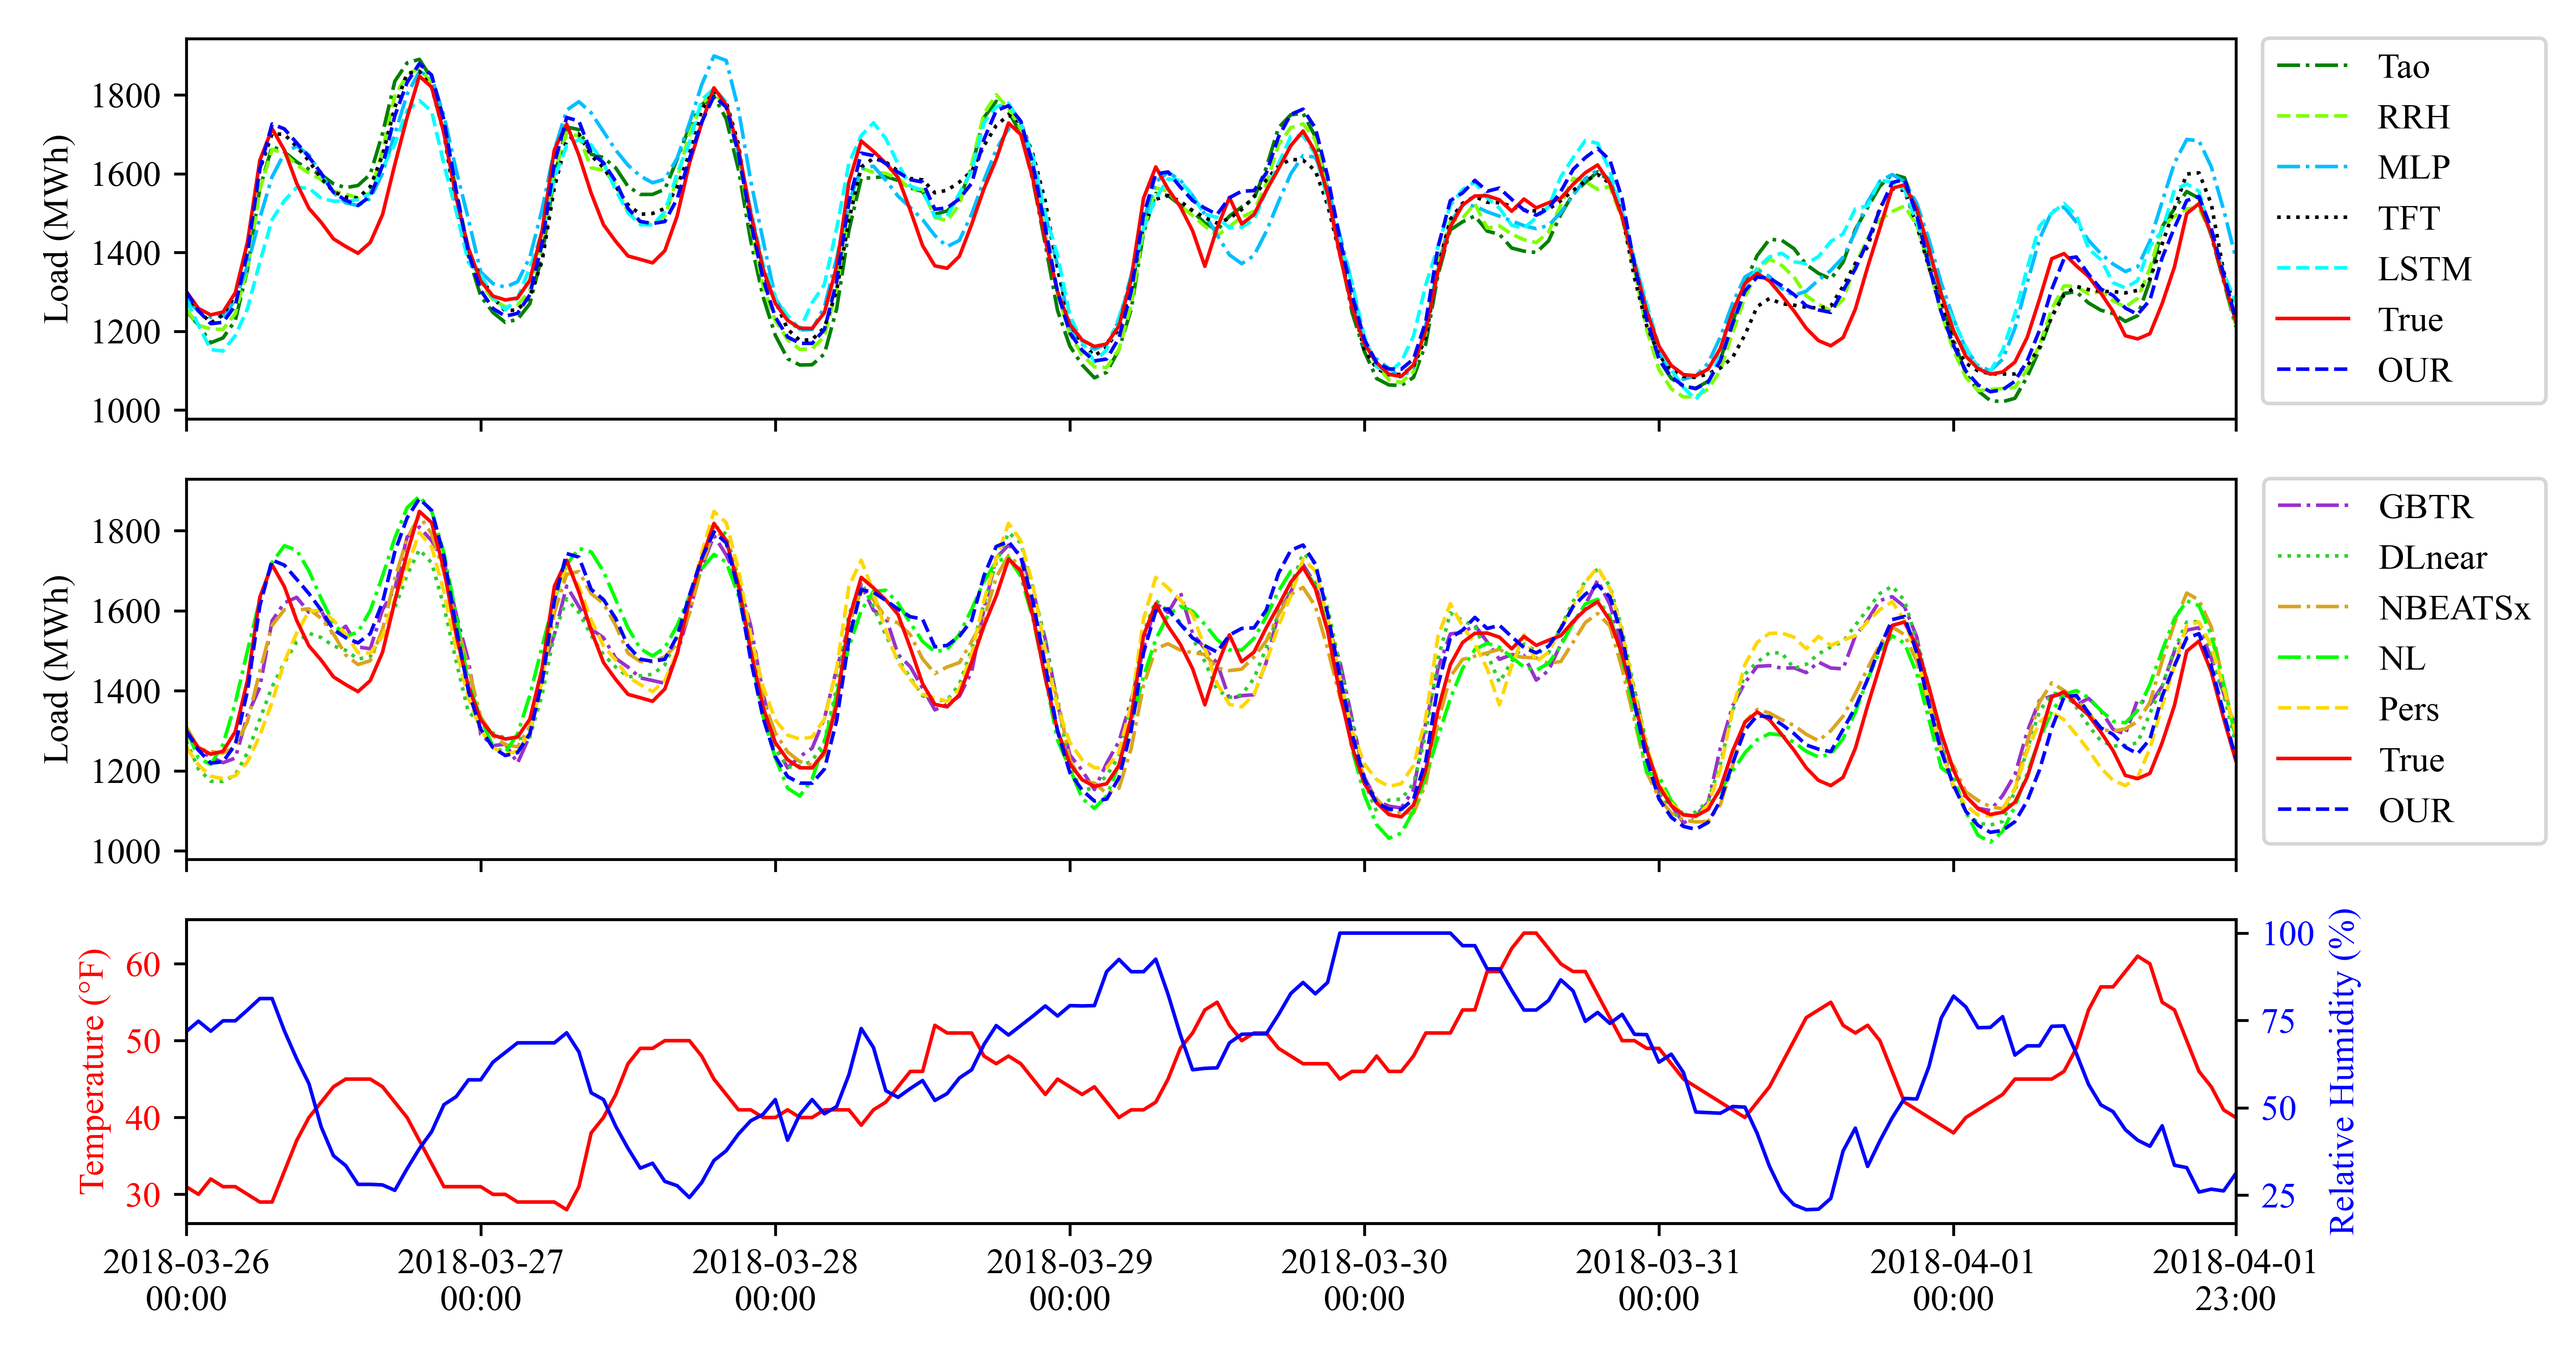 1800
1600
1400
1200
1000
Load (MWh)
Tao
RRH
MLP
TFT
LSTM
True
OUR
1800
1600
1400
1200
1000
Load (MWh)
GBTR
DLnear
NBEATSx
NL
Pers
True
OUR
60
50
40
30
Temperature (°F)
100
75
50
25
Relative Humidity (%)
2018-03-26 2018-03-27 2018-03-28 2018-03-29 2018-03-30 2018-03-31 2018-04-01 2018-04-01
00:00 00:00 00:00 00:00 00:00 00:00 00:00 23:00